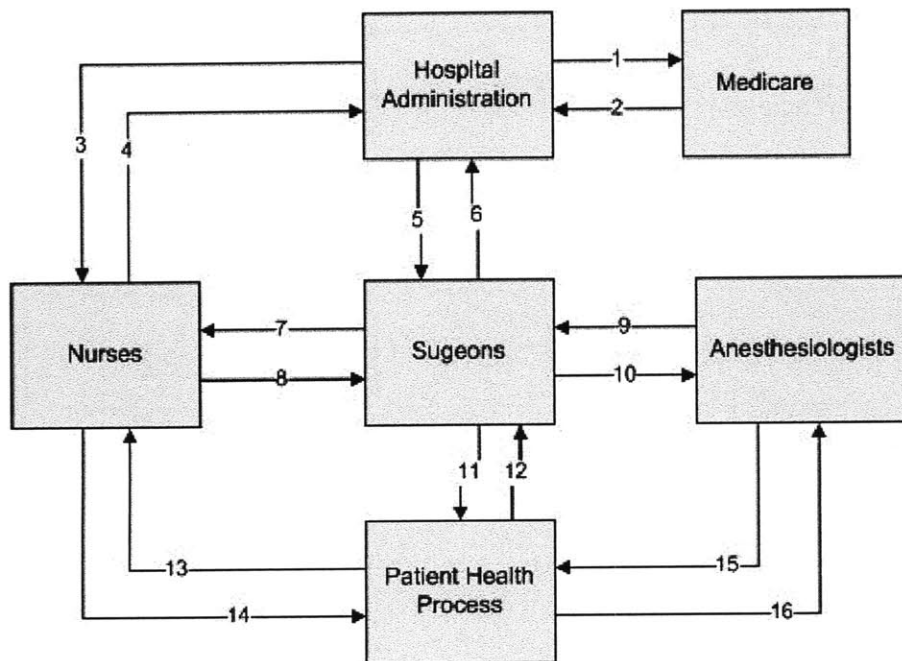 Hospital
Administration
1
Medicare
2
3
4
5
6
Nurses
7
8
Sugeons
9
10
Anesthesiologists
11
12
13
14
Patient Health
Process
15
16